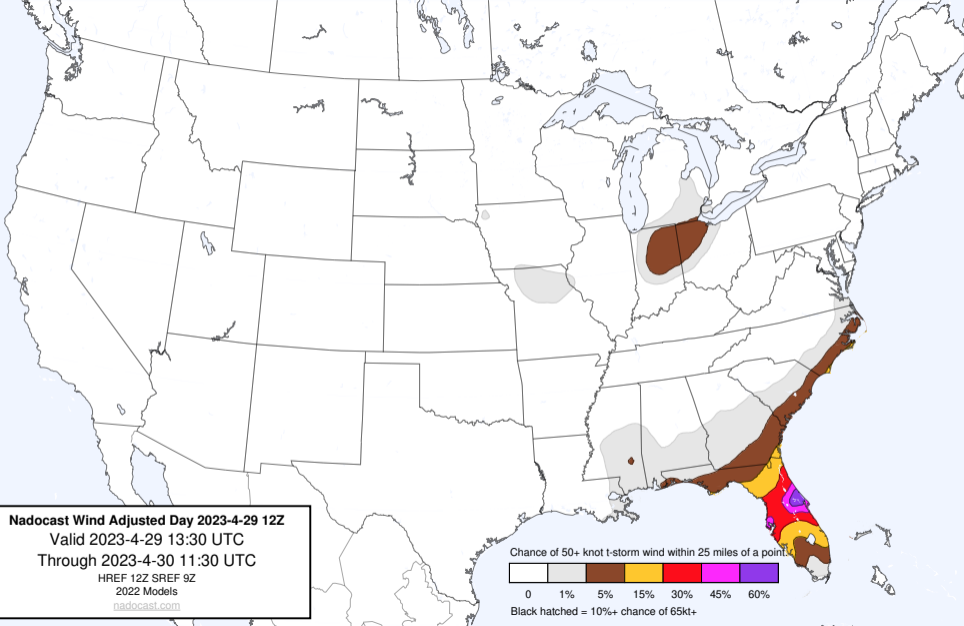 Nadocast Wind Adjusted Day 2023-4-29 12Z
Valid 2023-4-29 13:30 UTC
Through 2023-4-30 11:30 UTC
HREF 12Z SREF 9Z
2022 Models
nadocast.com
Chance of 50+ knot t-storm wind within 25 miles of a point.
0 1% 5% 15% 30% 45% 60%
Black hatched = 10%+ chance of 65kt+